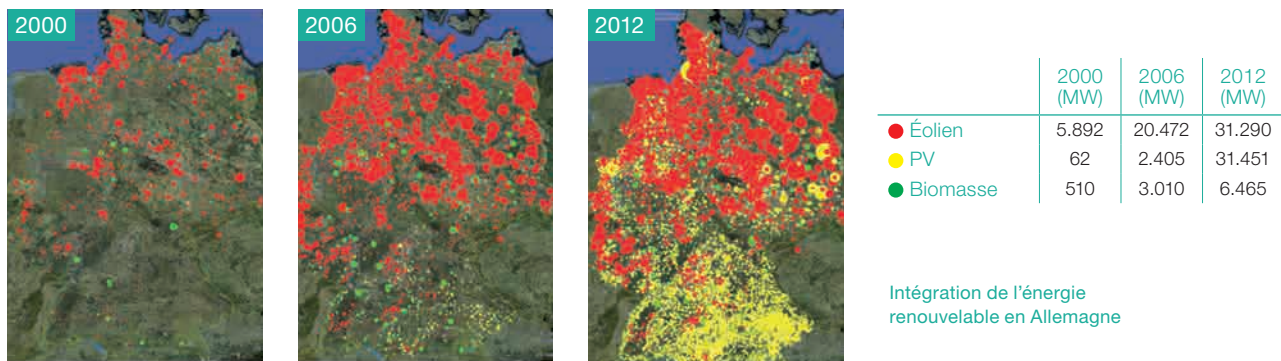 2000
2006
2012
2000 2006 2012
(MW) (MW) (MW)
Éolien 5.892 20.472 31.290
PV 62 2.405 31.451
Biomasse 510 3.010 6.465
Intégration de l'énergie
renouvelable en Allemagne